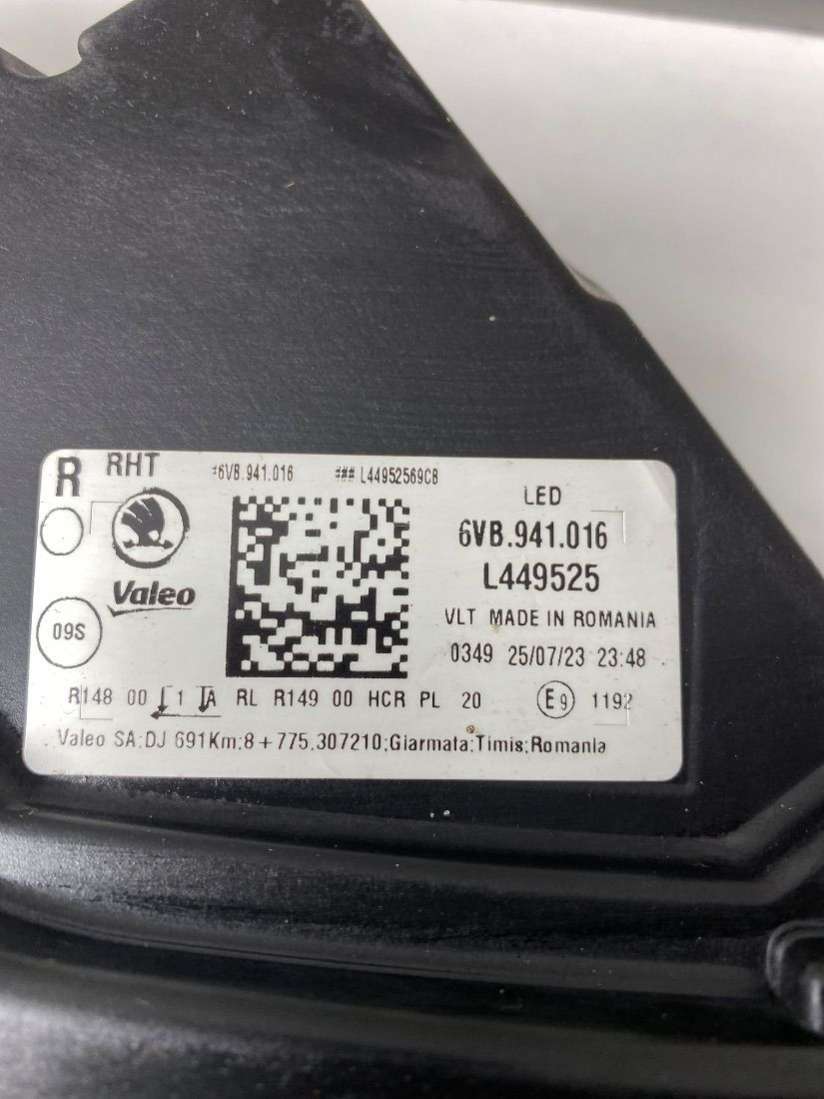 R RHT #6VB.941.016 ### L44952569CB
LED
6VB.941.016
L449525
Valeo
VLT MADE IN ROMANIA
09S
0349 25/07/23 23:48
R148 00 1 1A RL R149 00 HCR PL 20 E9 1192
Valeo SA;DJ 691Km;8+775.307210;Giarmata;Timis;Romania